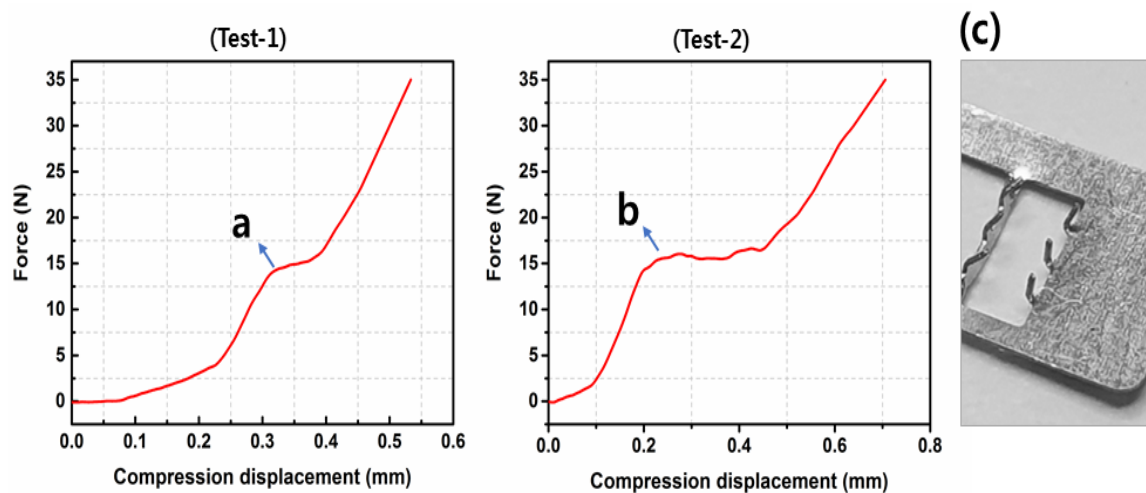 (Test-1)
35
30
25
20
15
10
5
0
Force (N)
a
0.0 0.1 0.2 0.3 0.4 0.5 0.6
Compression displacement (mm)
(Test-2)
35
30
25
20
15
10
5
0
Force (N)
b
0.0 0.2 0.4 0.6 0.8
Compression displacement (mm)
(c)